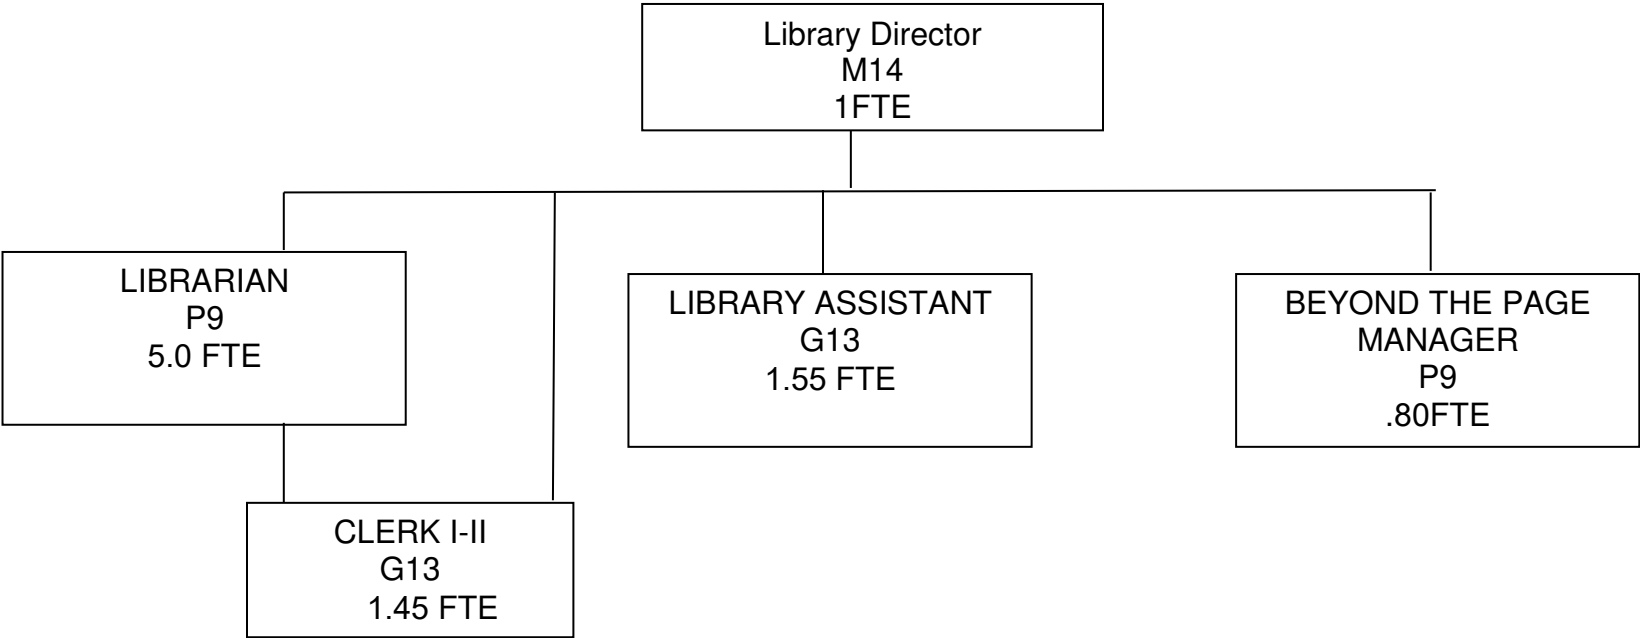 Library Director
M14
1FTE
LIBRARIAN
P9
5.0 FTE
LIBRARY ASSISTANT
G13
1.55 FTE
BEYOND THE PAGE
MANAGER
P9
.80FTE
CLERK I-II
G13
1.45 FTE